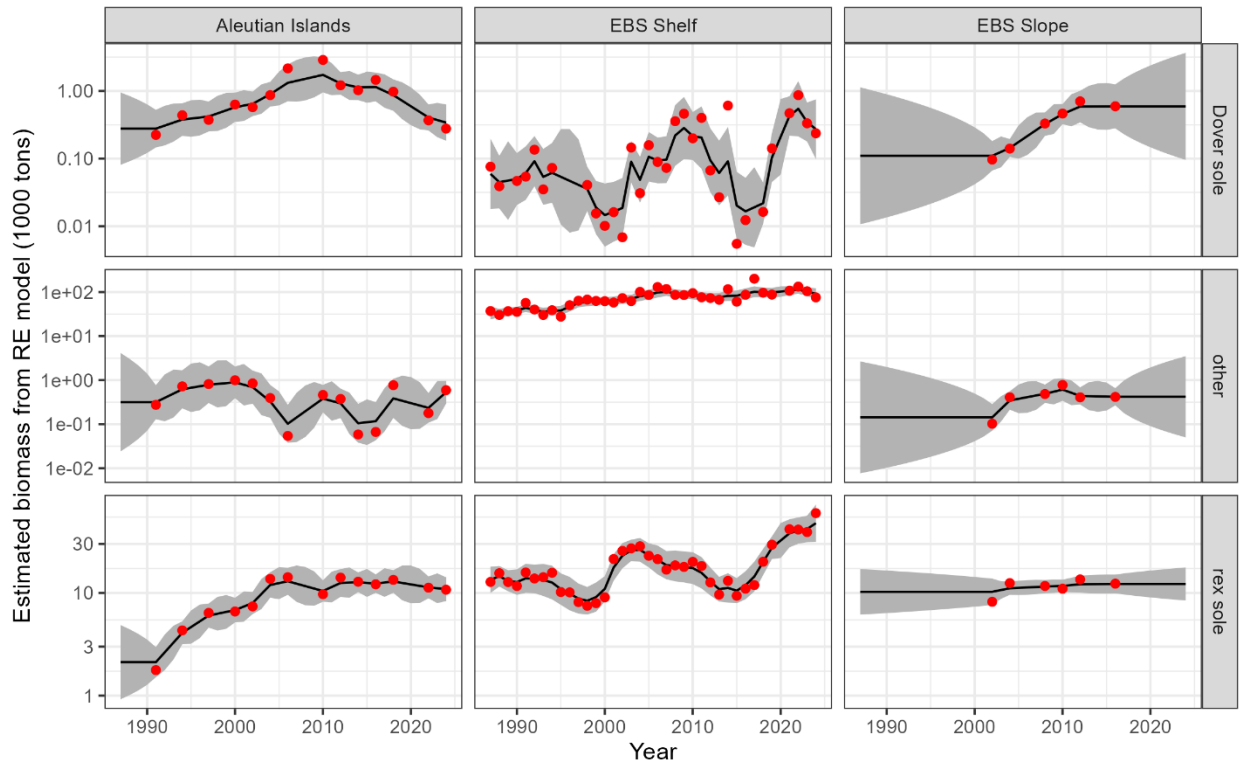 Aleutian Islands
EBS Shelf
EBS Slope
Estimated biomass from RE model (1000 tons)
1.00
0.10
0.01
Dover sole
1e+02
1e+01
1e+00
1e-01
1e-02
other
30
10
3
1
rex sole
1990 2000 2010 2020
1990 2000 2010 2020
1990 2000 2010 2020
Year